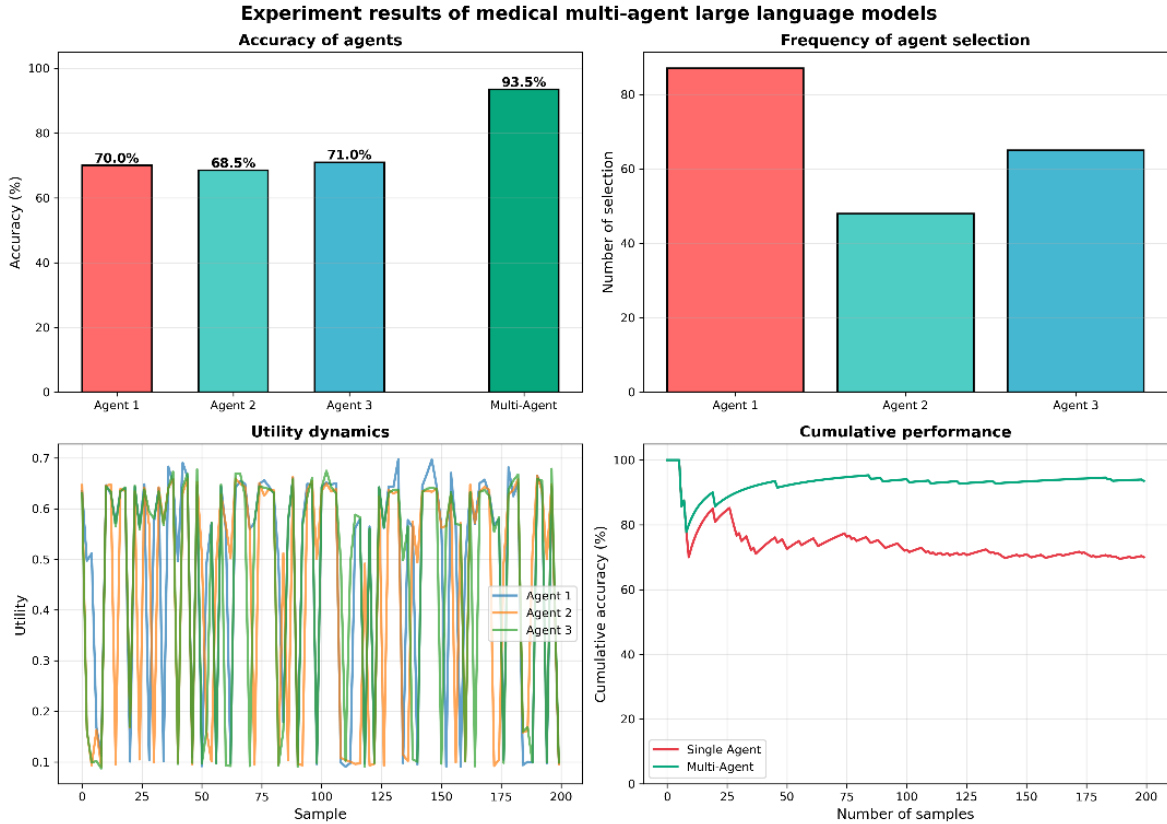 Experiment results of medical multi-agent large language models
Accuracy of agents
Accuracy (%)
100
80
60
40
20
0
70.0%
68.5%
71.0%
93.5%
Agent 1
Agent 2
Agent 3
Multi-Agent
Frequency of agent selection
Number of selection
80
60
40
20
0
Agent 1
Agent 2
Agent 3
Utility dynamics
Utility
0.7
0.6
0.5
0.4
0.3
0.2
0.1
Agent 1
Agent 2
Agent 3
0
25
50
75
100
125
150
175
200
Sample
Cumulative performance
Cumulative accuracy (%)
100
80
60
40
20
0
Single Agent
Multi-Agent
0
25
50
75
100
125
150
175
200
Number of samples